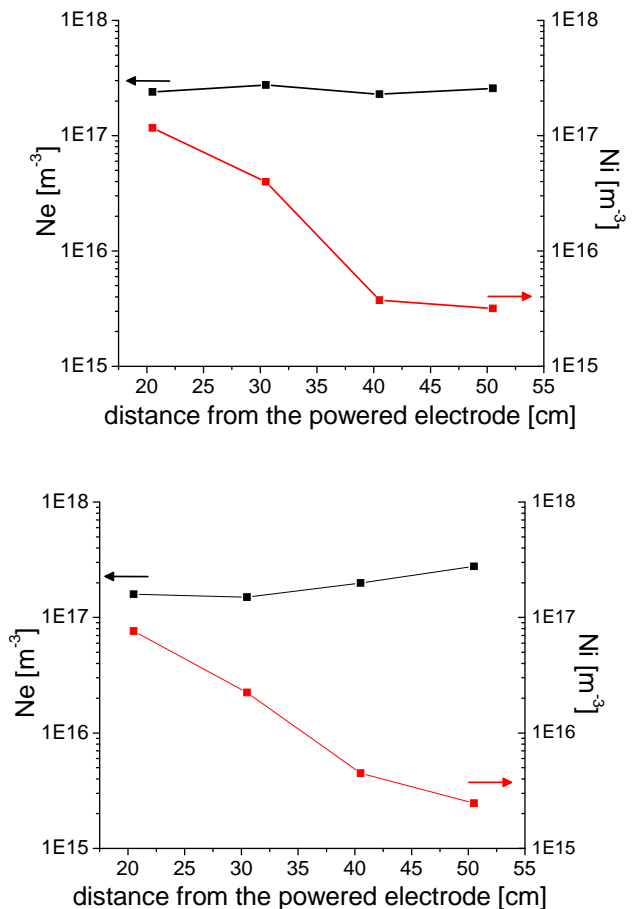 1E18
1E17
1E16
1E15
Ne [m⁻³]
1E18
1E17
1E16
1E15
Ni [m⁻³]
20 25 30 35 40 45 50 55
distance from the powered electrode [cm]
1E18
1E17
1E16
1E15
Ne [m⁻³]
1E18
1E17
1E16
1E15
Ni [m⁻³]
20 25 30 35 40 45 50 55
distance from the powered electrode [cm]